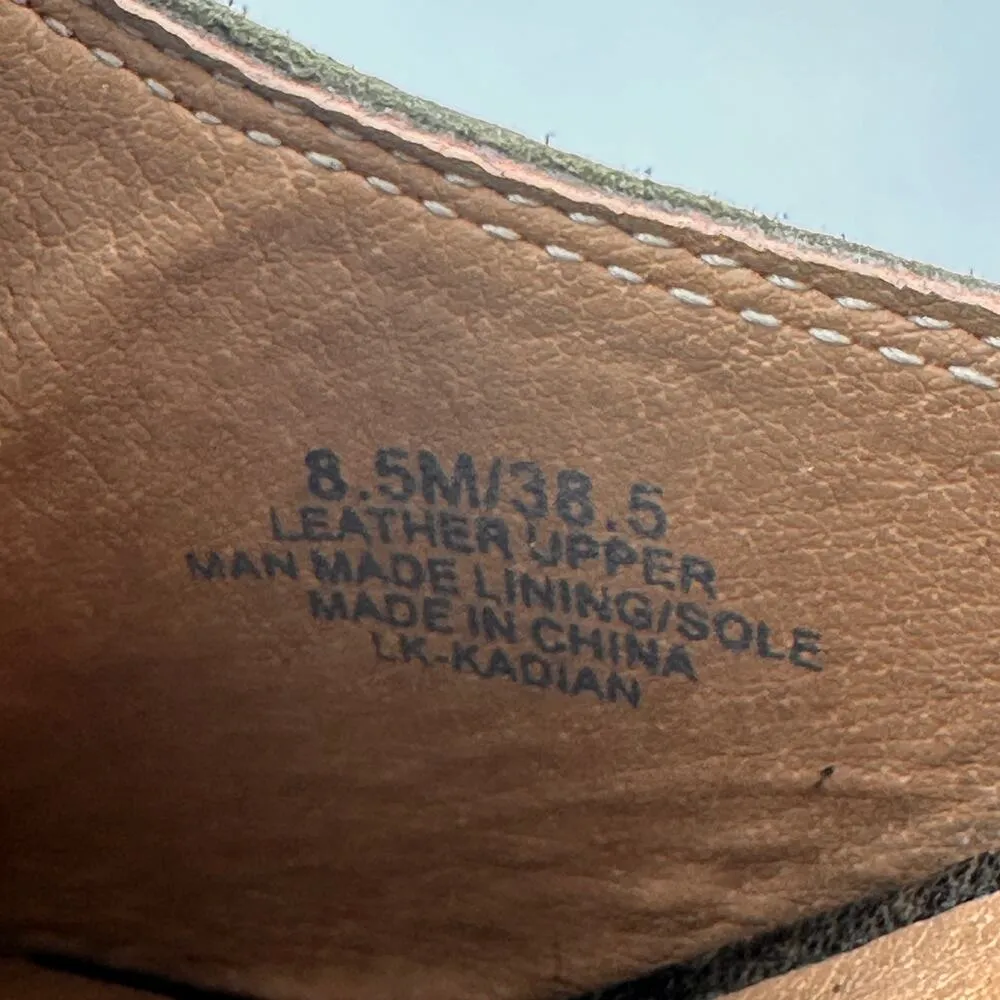 8.5M/38.5
LEATHER UPPER
MAN MADE LINING/SOLE
MADE IN CHINA
LK-KADIAN